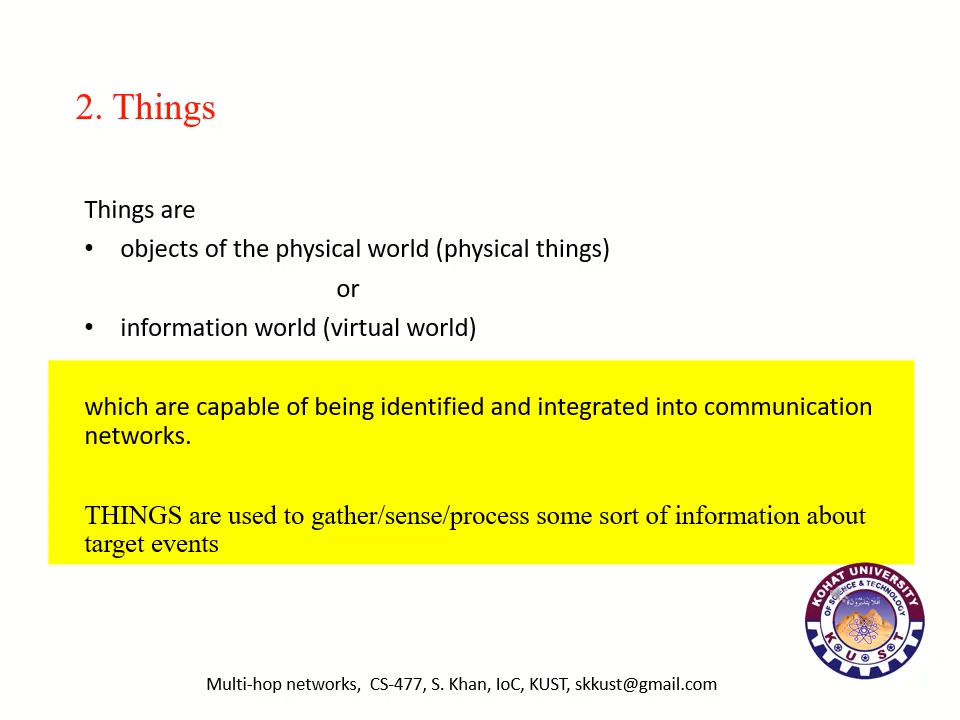 2. Things
Things are
• objects of the physical world (physical things)
or
• information world (virtual world)
which are capable of being identified and integrated into communication
networks.
THINGS are used to gather/sense/process some sort of information about
target events
KOHAT UNIVERSITY
OF SCIENCE & TECHNOLOGY
K U S T
Multi-hop networks, CS-477, S. Khan, IoC, KUST, skkust@gmail.com